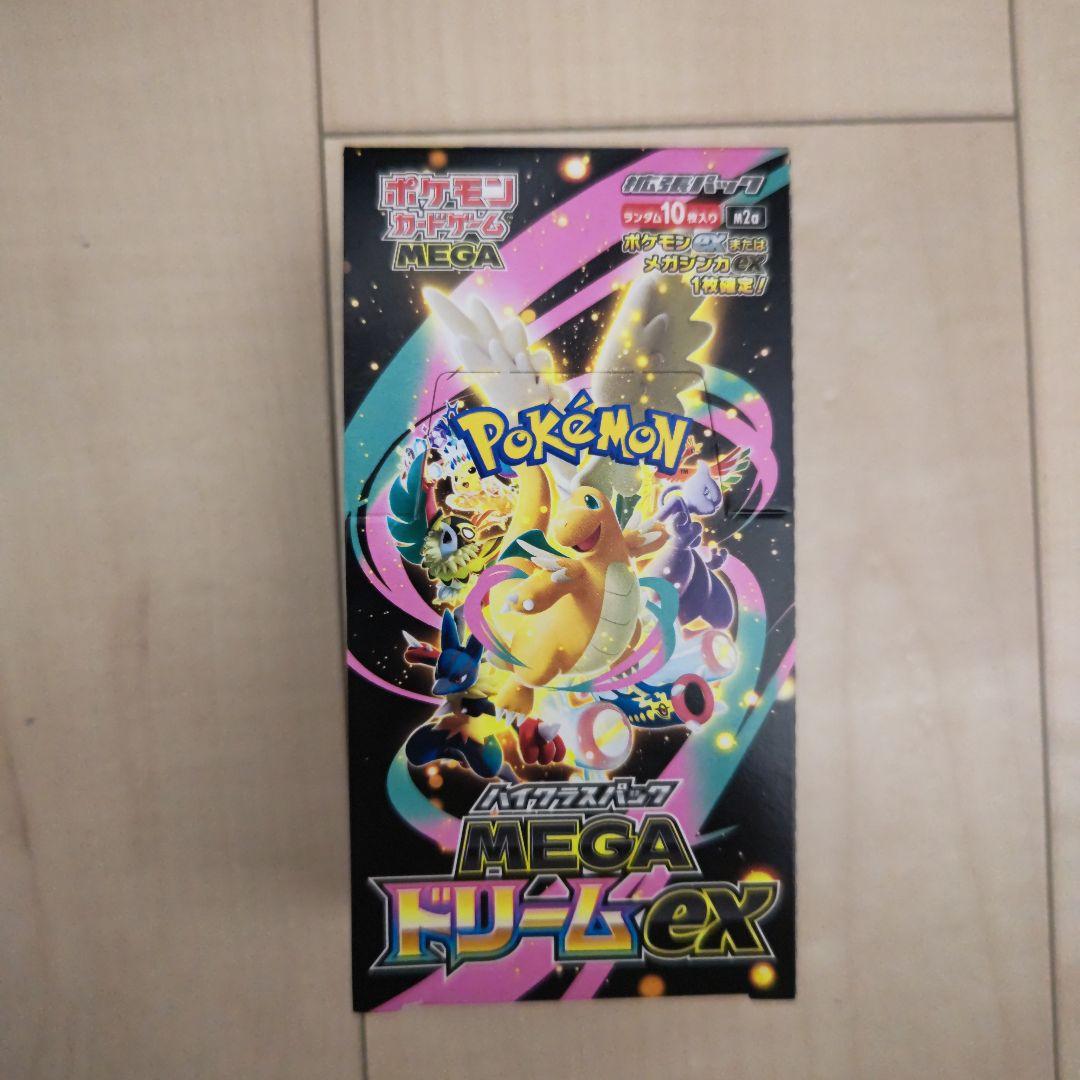 ポケモン
カードゲーム
MEGA
拡張パック
ランダム10枚入り M2a
ポケモンexまたは
メガシンカex
1枚確定!
POKéMON
TM
ハイクラスパック
MEGA
ドリームex